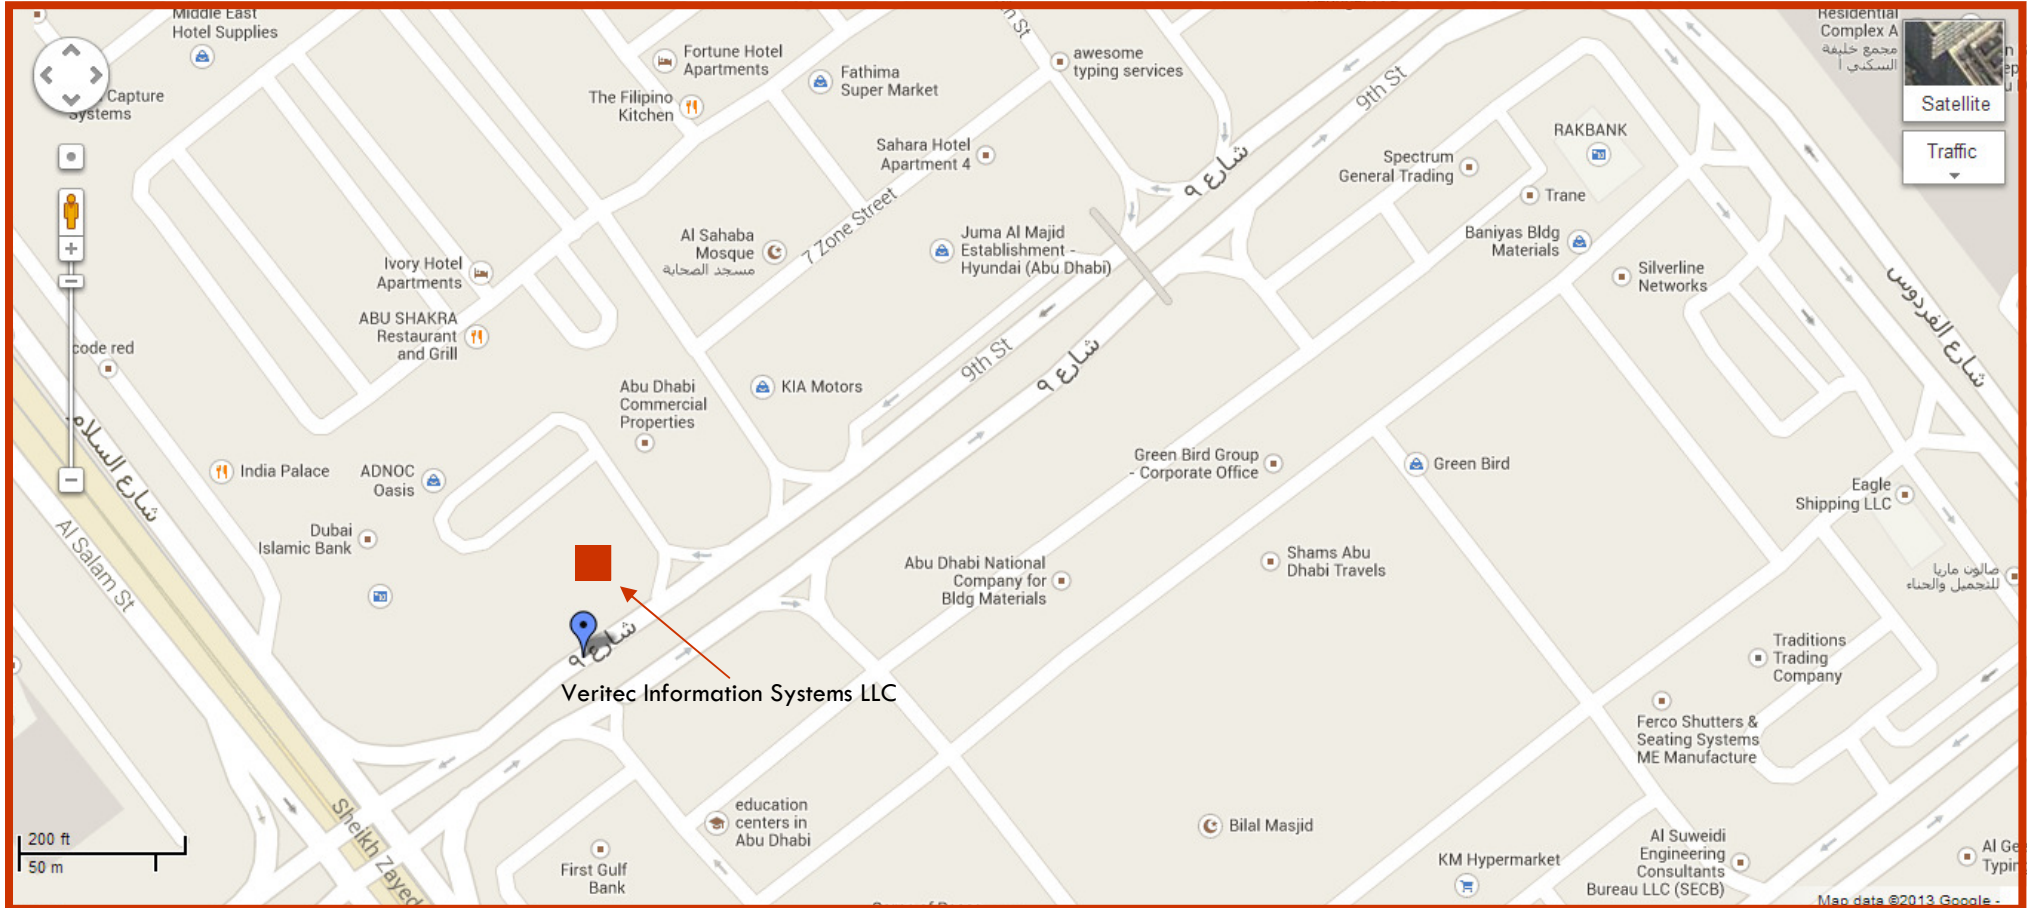 Middle East
Hotel Supplies
Capture
Systems
Fortune Hotel
Apartments
The Filipino
Kitchen
Fathima
Super Market
awesome
typing services
Sahara Hotel
Apartment 4
9th St
شارع ٩
Residential
Complex A
مجمع خليفة
السكني أ
Satellite
Traffic
RAKBANK
Spectrum
General Trading
Trane
Baniyas Bldg
Materials
Silverline
Networks
شارع الفردوس
7 Zone Street
Al Sahaba
Mosque
مسجد الصحابة
Juma Al Majid
Establishment -
Hyundai (Abu Dhabi)
Ivory Hotel
Apartments
ABU SHAKRA
Restaurant
and Grill
code red
9th St
شارع ٩
KIA Motors
Abu Dhabi
Commercial
Properties
شارع السلام
Al Salam St
India Palace
ADNOC
Oasis
Dubai
Islamic Bank
Green Bird Group
- Corporate Office
Green Bird
Eagle
Shipping LLC
Abu Dhabi National
Company for
Bldg Materials
Shams Abu
Dhabi Travels
صالون ماريا
للتجميل والحناء
شارع ٩
Veritec Information Systems LLC
Traditions
Trading
Company
Ferco Shutters &
Seating Systems
ME Manufacture
Sheikh Zayed
200 ft
50 m
education
centers in
Abu Dhabi
First Gulf
Bank
Bilal Masjid
KM Hypermarket
Al Suweidi
Engineering
Consultants
Bureau LLC (SECB)
Map data ©2013 Google -